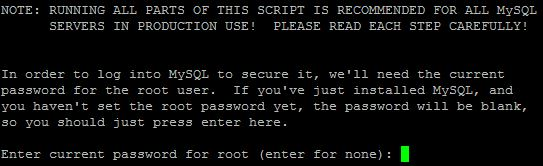 NOTE: RUNNING ALL PARTS OF THIS SCRIPT IS RECOMMENDED FOR ALL MySQL
SERVERS IN PRODUCTION USE!  PLEASE READ EACH STEP CAREFULLY!
In order to log into MySQL to secure it, we'll need the current
password for the root user.  If you've just installed MySQL, and
you haven't set the root password yet, the password will be blank,
so you should just press enter here.
Enter current password for root (enter for none):